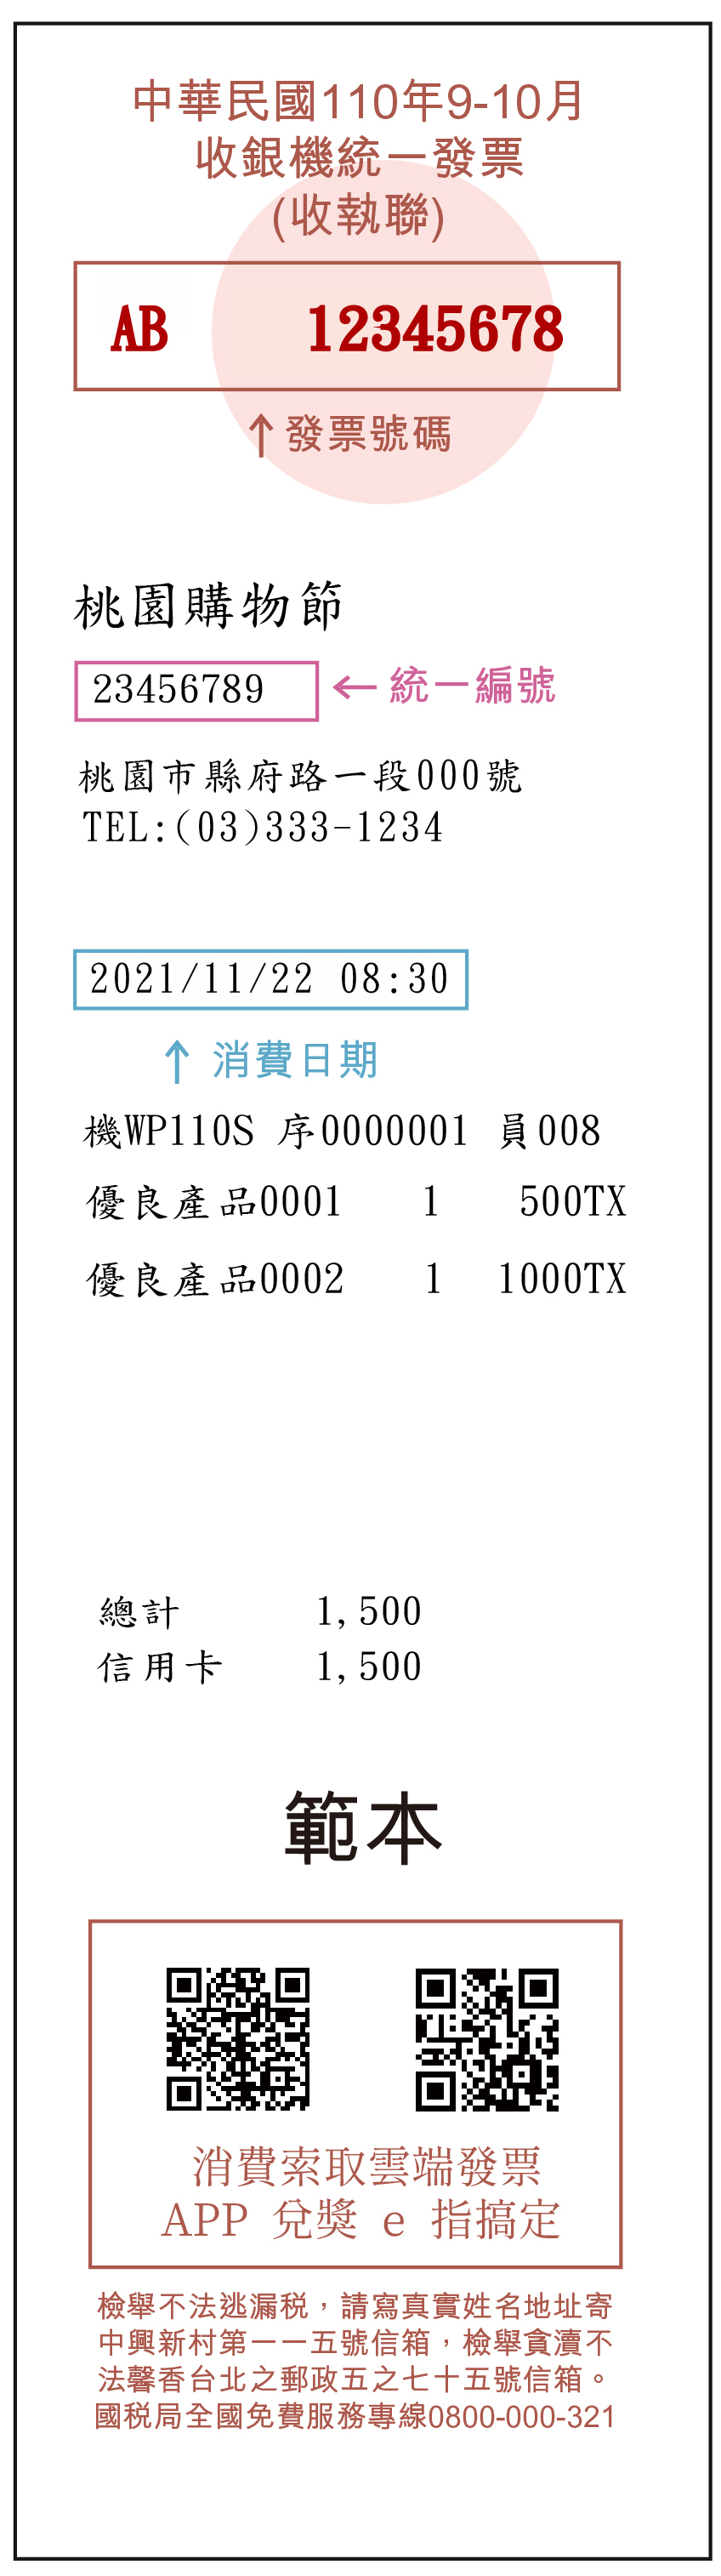 中華民國110年9-10月
收銀機統一發票
(收執聯)
AB 12345678
↑發票號碼
桃園購物節
23456789 ←統一編號
桃園市縣府路一段000號
TEL:(03)333-1234
2021/11/22 08:30
↑ 消費日期
機WP110S 序0000001 員008
優良產品0001 1 500TX
優良產品0002 1 1000TX
總計 1,500
信用卡 1,500
範本
消費索取雲端發票
APP 兌獎 e 指搞定
檢舉不法逃漏稅，請寫真實姓名地址寄
中興新村第一一五號信箱，檢舉貪瀆不
法馨香台北之郵政五之七十五號信箱。
國稅局全國免費服務專線0800-000-321